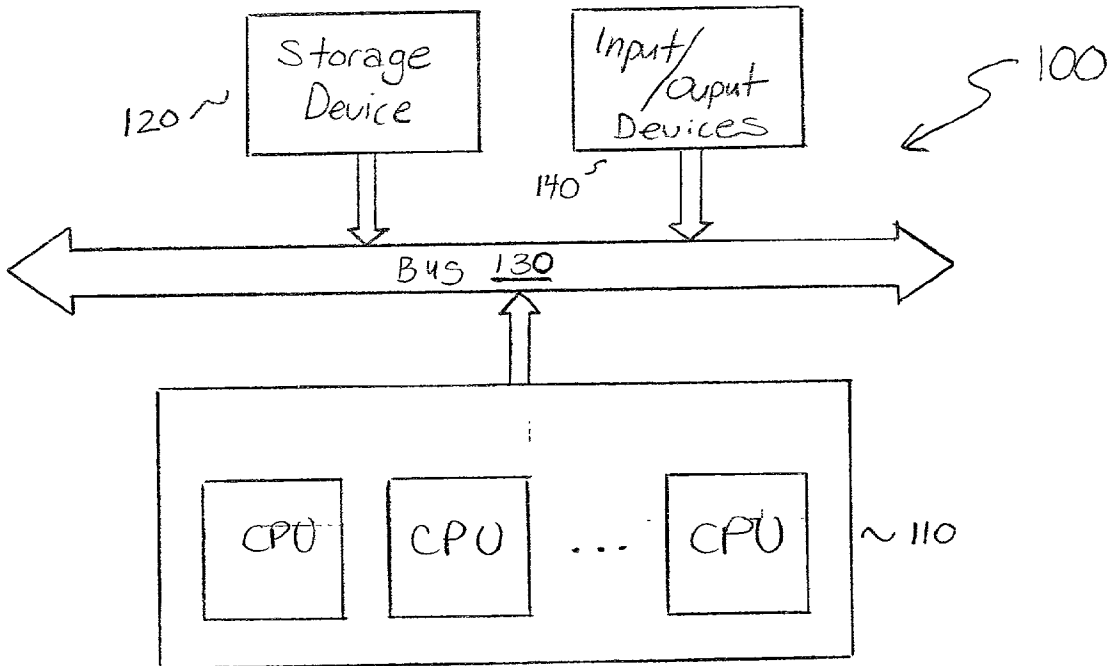 Storage
Device
120
Input/
Ouput
Devices
140
100
Bus 130
CPU
CPU
...
CPU
110